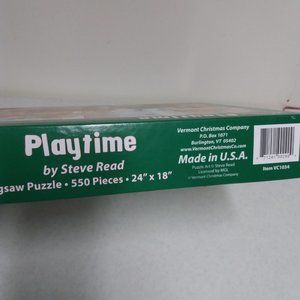 Playtime
by Steve Read
gsaw Puzzle • 550 Pieces • 24" x 18"
Vermont Christmas Company
P.O. Box 1071
Burlington, VT 05402
www.VermontChristmasCo.com
Made in U.S.A.
Puzzle Art © Steve Read
Licensed by MGL
© Vermont Christmas Company
Item VC1034